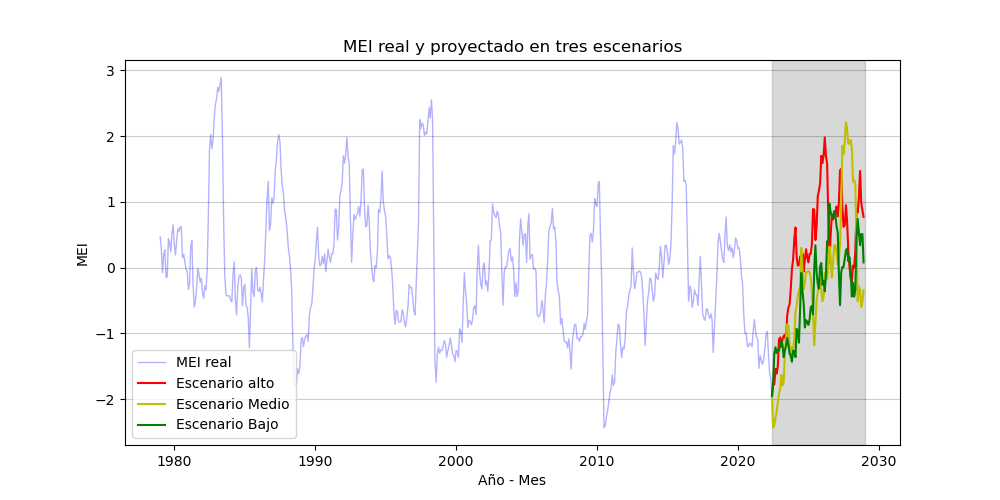 MEI real y proyectado en tres escenarios
3
2
1
0
−1
−2
MEI
MEI real
Escenario alto
Escenario Medio
Escenario Bajo
1980
1990
2000
2010
2020
2030
Año - Mes